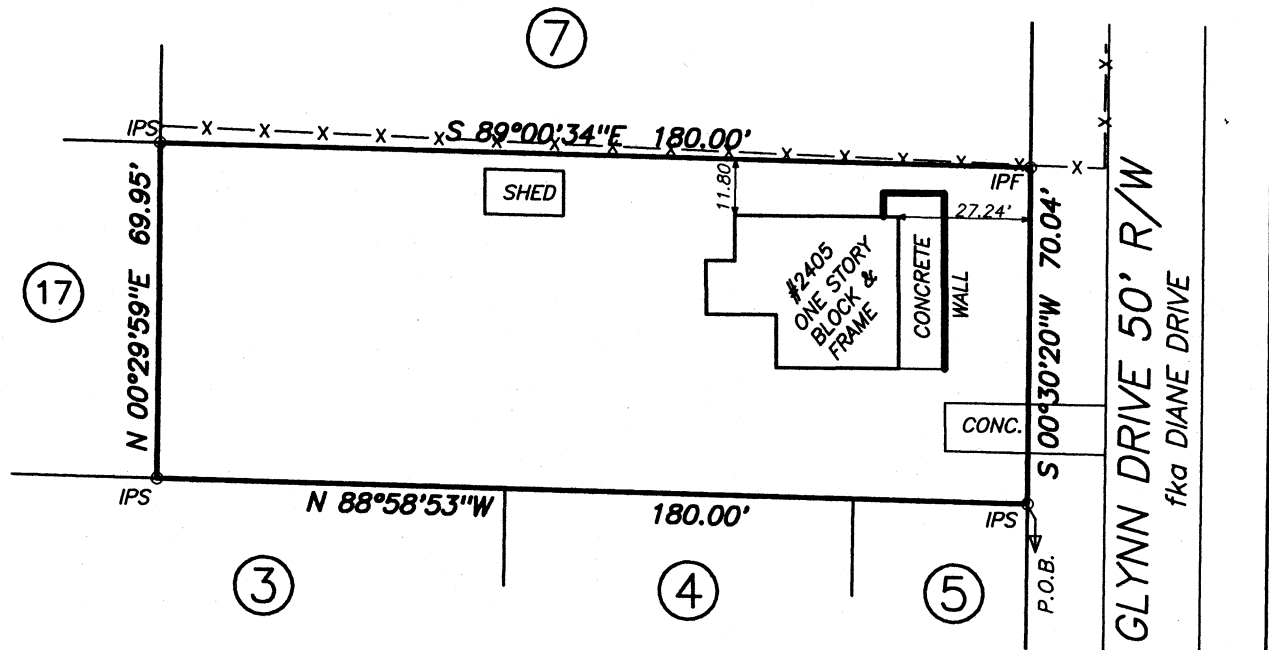 7
IPS
S 89°00'34"E 180.00'
IPF
SHED
11.80
27.24'
N 00°29'59"E 69.95'
17
#2405
ONE STORY
BLOCK &
FRAME
CONCRETE
WALL
S 00°30'20"W 70.04'
GLYNN DRIVE 50' R/W
fka DIANE DRIVE
CONC.
IPS
N 88°58'53"W
180.00'
IPS
P.O.B.
3
4
5